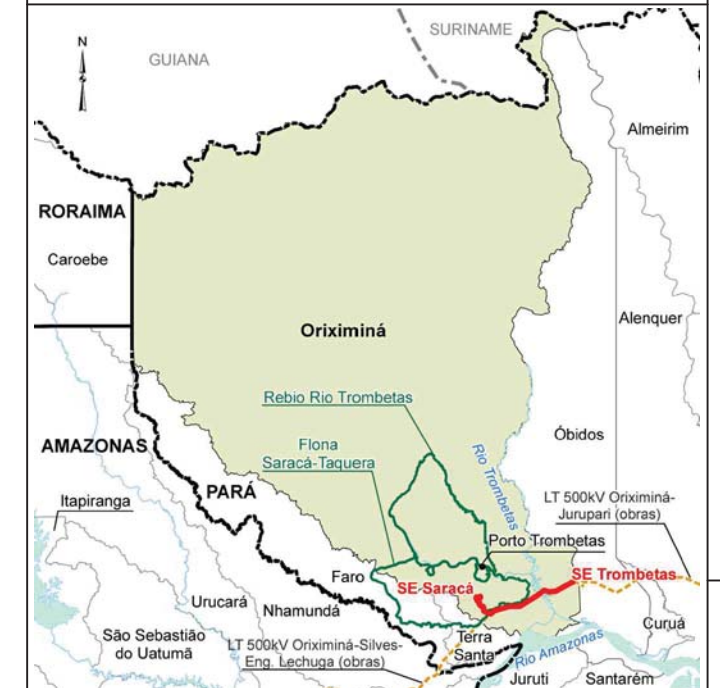 SURINAME
N
GUIANA
Almeirim
RORAIMA
Caroebe
Alenquer
Oriximiná
Rebio Rio Trombetas
Óbidos
Flona
Saracá-Taquera
AMAZONAS
Rio Trombetas
PARÁ
Itapiranga
LT 500kV Oriximiná-
Jurupari (obras)
Porto Trombetas
Faro
SE Saracá
SE Trombetas
Urucará
Nhamundá
Curuá
São Sebastião
do Uatumã
Terra
Santa
LT 500kV Oriximiná-Silves-
Eng. Lechuga (obras)
Rio Amazonas
Juruti
Santarém